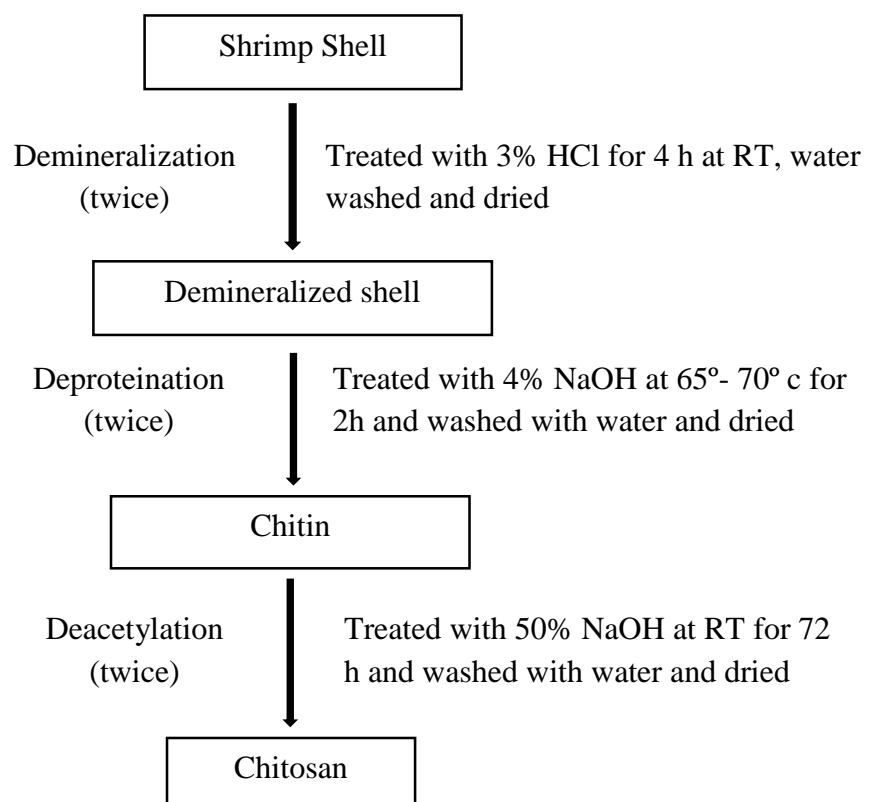 Shrimp Shell
Demineralization
(twice)
Treated with 3% HCl for 4 h at RT, water
washed and dried
Demineralized shell
Deproteination
(twice)
Treated with 4% NaOH at 65º- 70º c for
2h and washed with water and dried
Chitin
Deacetylation
(twice)
Treated with 50% NaOH at RT for 72
h and washed with water and dried
Chitosan